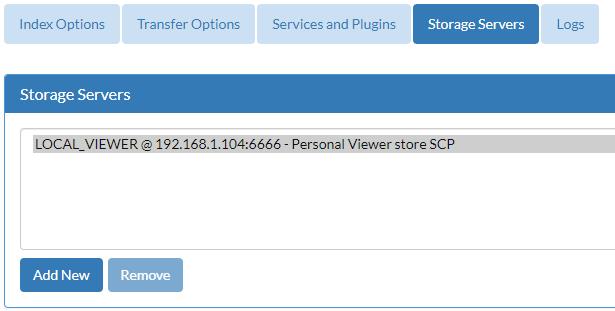 Index Options Transfer Options Services and Plugins Storage Servers Logs
Storage Servers
LOCAL_VIEWER @ 192.168.1.104:6666 - Personal Viewer store SCP
Add New Remove